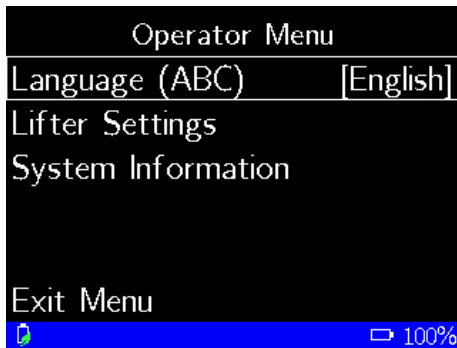 Operator Menu
Language (ABC) [English]
Lifter Settings
System Information
Exit Menu
100%